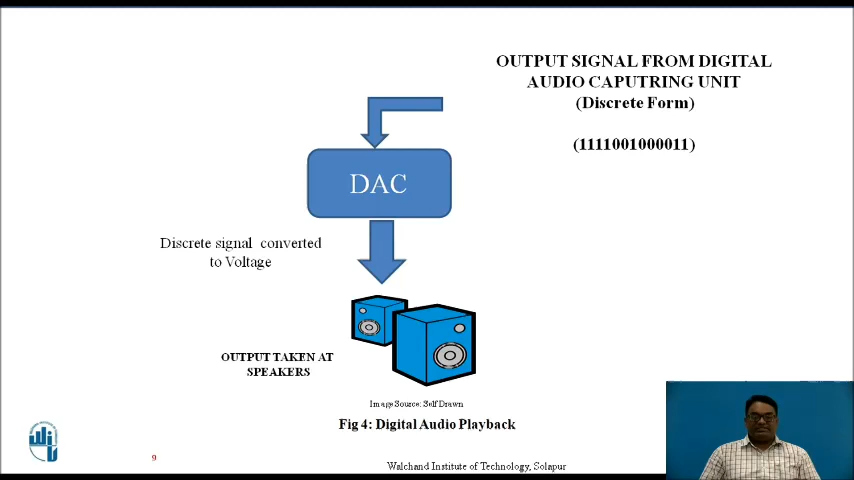 OUTPUT SIGNAL FROM DIGITAL
AUDIO CAPUTRING UNIT
(Discrete Form)
(1111001000011)
DAC
Discrete signal converted
to Voltage
OUTPUT TAKEN AT
SPEAKERS
Image Source: Self Drawn
Fig 4: Digital Audio Playback
9
Walchand Institute of Technology, Solapur